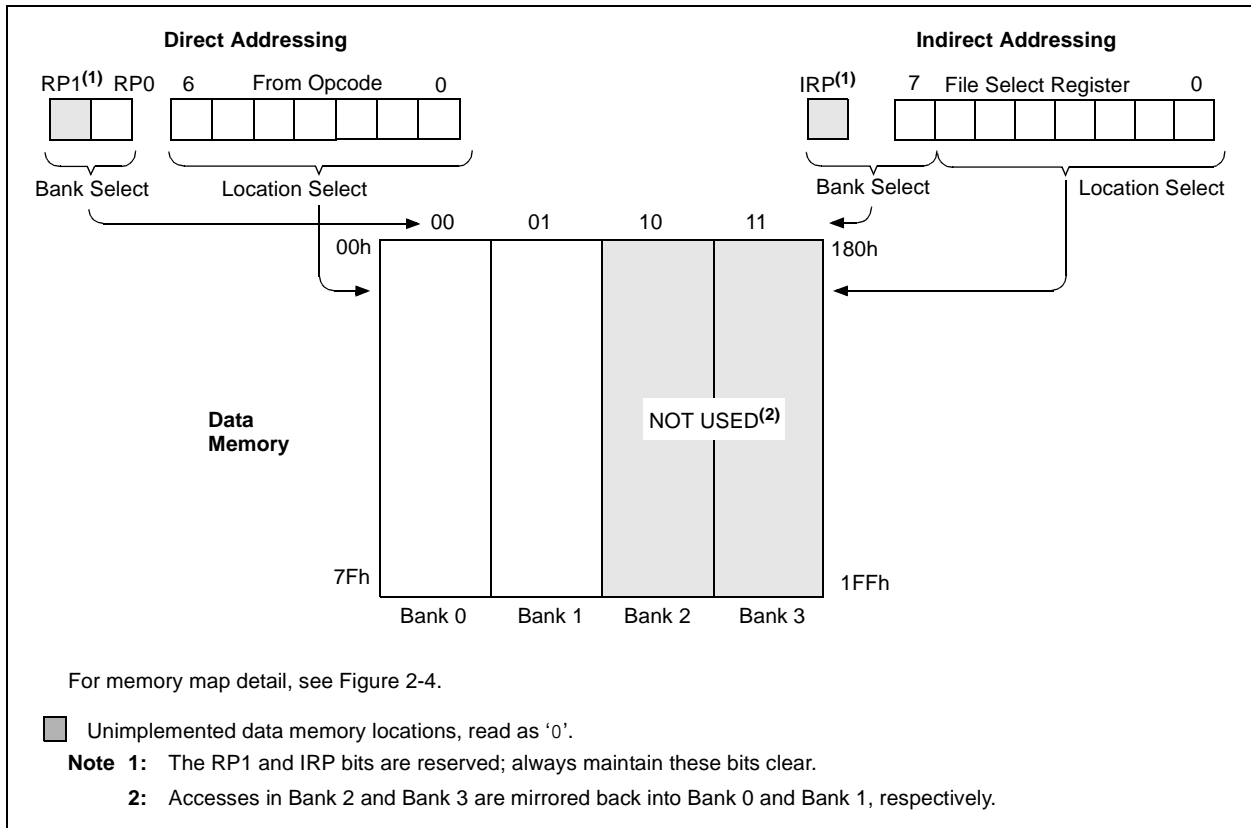 Direct Addressing
Indirect Addressing
RP1(1) RP0 6 From Opcode 0
IRP(1) 7 File Select Register 0
Bank Select Location Select
Bank Select Location Select
00 01 10 11
00h 180h
Data
Memory
NOT USED(2)
7Fh 1FFh
Bank 0 Bank 1 Bank 2 Bank 3
For memory map detail, see Figure 2-4.
Unimplemented data memory locations, read as ‘0’.
Note 1: The RP1 and IRP bits are reserved; always maintain these bits clear.
2: Accesses in Bank 2 and Bank 3 are mirrored back into Bank 0 and Bank 1, respectively.